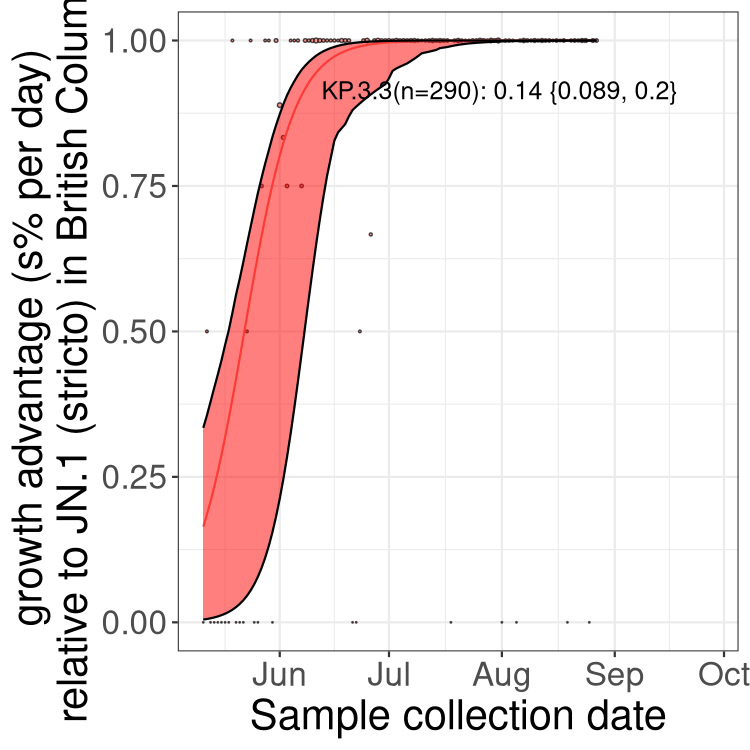 growth advantage (s% per day)
relative to JN.1 (stricto) in British Colum
1.00
0.75
0.50
0.25
0.00
KP.3.3(n=290): 0.14 {0.089, 0.2}
Jun Jul Aug Sep Oct
Sample collection date